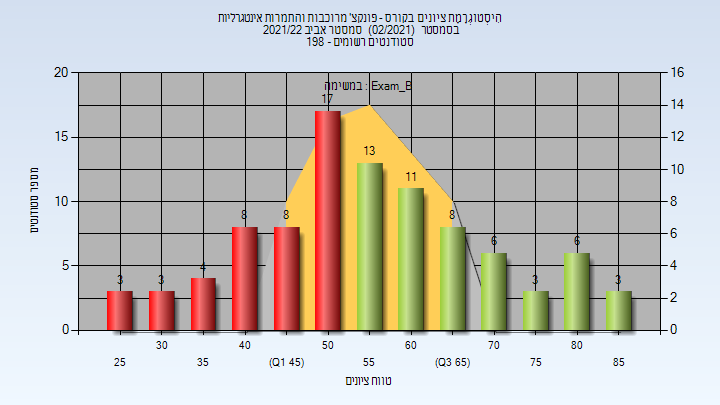 הִיסְטוֹגְרָמַת ציונים בקורס - פונקצ' מרוכבות והתמרות אינטגרליות
בסמסטר (02/2021) סמסטר אביב 2021/22
סטודנטים רשומים - 198
במשימה : Exam_B
20 15 10 5 0
מספר סטודנטים
16 14 12 10 8 6 4 2 0
3 3 4 8 8 17 13 11 8 6 3 6 3
30 40 50 60 70 80
25 35 (Q1 45) 55 (Q3 65) 75 85
טווח ציונים